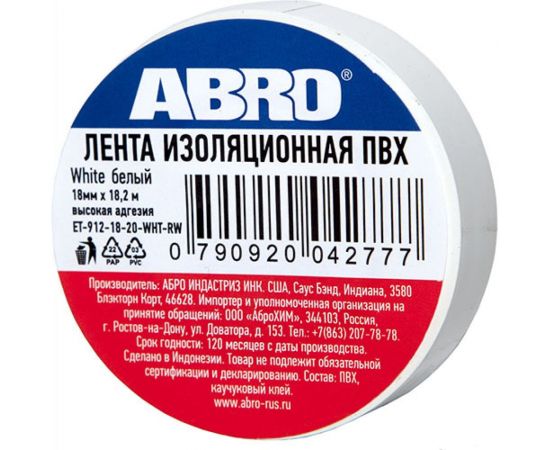 ABRO®
ЛЕНТА ИЗОЛЯЦИОННАЯ ПВХ
White белый
18мм х 18,2 м
высокая адгезия
ET-912-18-20-WHT-RW
22
PAP
03
PVC
0 790920 042777
Производитель: АБРО ИНДАСТРИЗ ИНК. США, Саус Бэнд, Индиана, 3580
Блэкторн Корт, 46628. Импортер и уполномоченная организация на
принятие обращений: ООО «АброХИМ», 344103, Россия,
г. Ростов-на-Дону, ул. Доватора, д. 153. Тел.: +7(863) 207-78-78.
Срок годности: 120 месяцев с даты производства.
Сделано в Индонезии. Товар не подлежит обязательной
сертификации и декларированию. Состав: ПВХ,
каучуковый клей.
www.abro-rus.ru